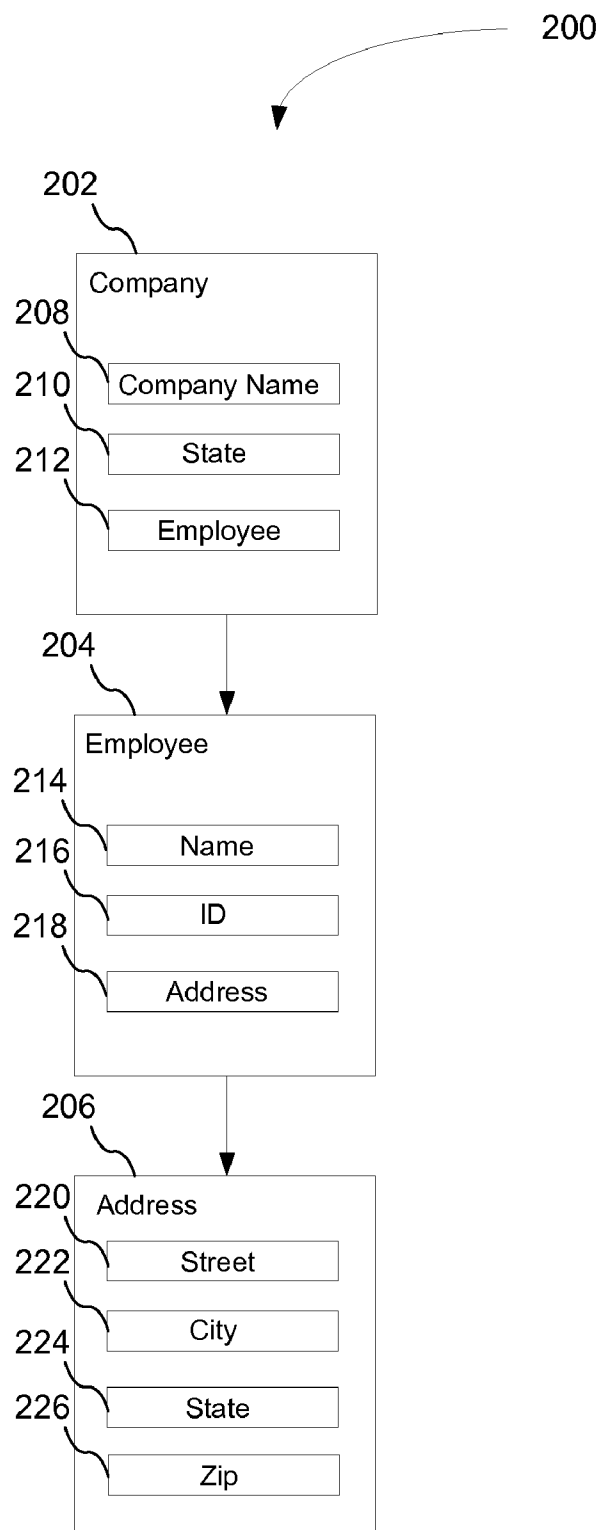 200
202
Company
208
Company Name
210
State
212
Employee
204
Employee
214
Name
216
ID
218
Address
206
Address
220
Street
222
City
224
State
226
Zip